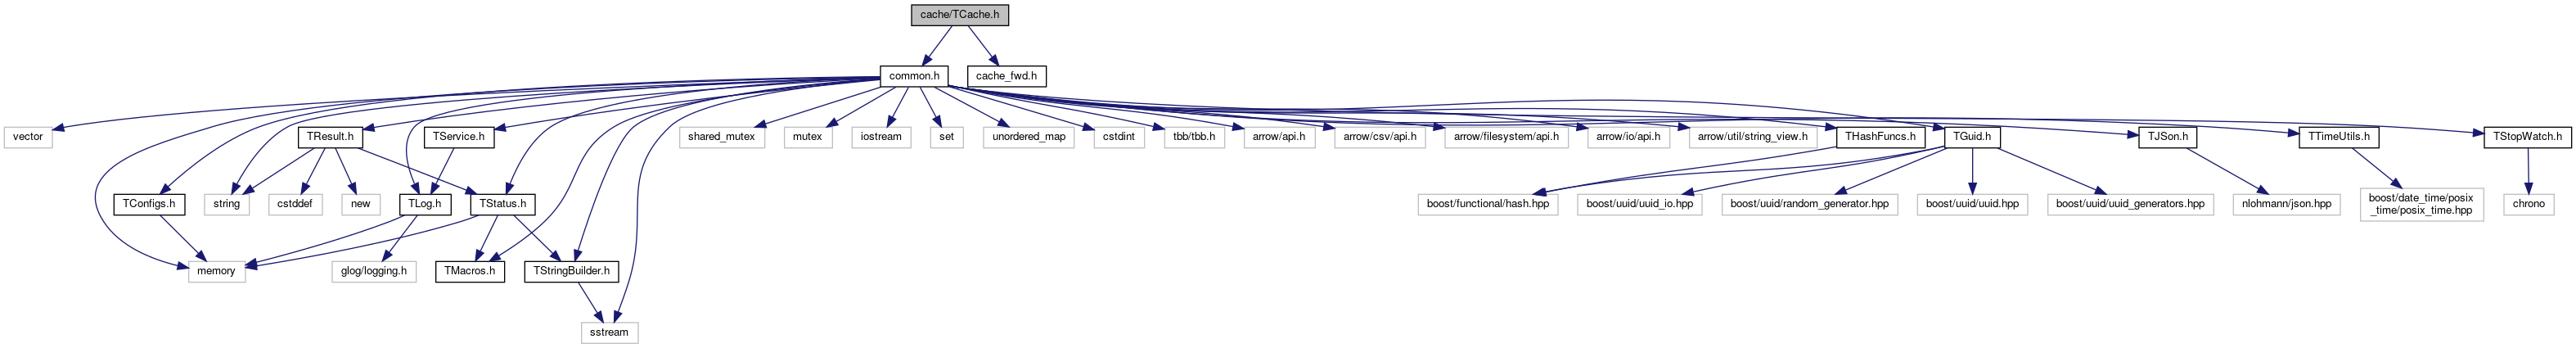 cache/TCache.h
common.h
cache_fwd.h
vector
TResult.h
TService.h
shared_mutex
mutex
iostream
set
unordered_map
cstdint
tbb/tbb.h
arrow/api.h
arrow/csv/api.h
arrow/filesystem/api.h
arrow/io/api.h
arrow/util/string_view.h
THashFuncs.h
TGuid.h
TJSon.h
TTimeUtils.h
TStopWatch.h
TConfigs.h
string
cstddef
new
TLog.h
TStatus.h
boost/functional/hash.hpp
boost/uuid/uuid_io.hpp
boost/uuid/random_generator.hpp
boost/uuid/uuid.hpp
boost/uuid/uuid_generators.hpp
nlohmann/json.hpp
boost/date_time/posix
_time/posix_time.hpp
chrono
memory
glog/logging.h
TMacros.h
TStringBuilder.h
sstream